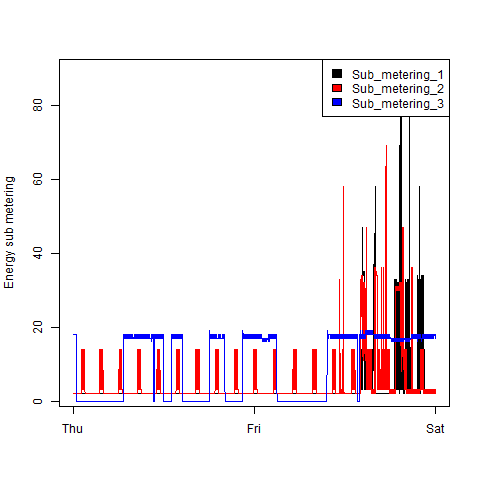 Sub_metering_1
Sub_metering_2
Sub_metering_3
Energy sub metering
80
60
40
20
0
Thu
Fri
Sat